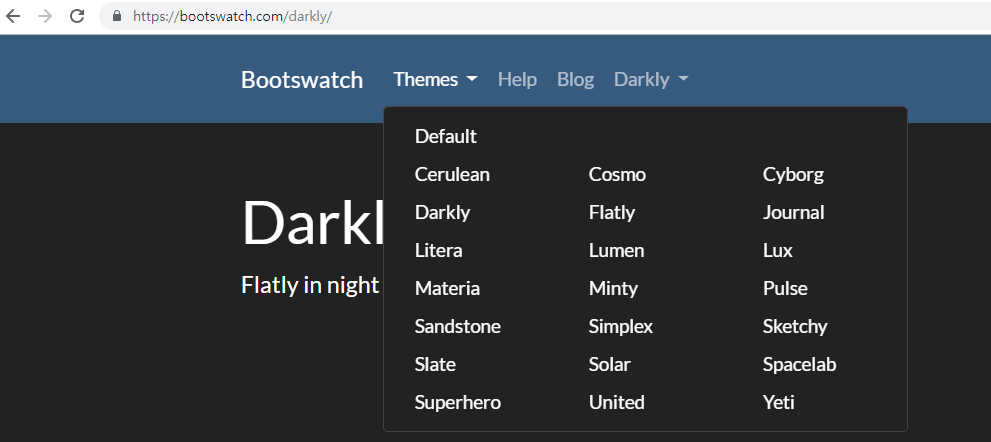 https://bootswatch.com/darkly/
Bootswatch Themes Help Blog Darkly
Default
Cerulean Cosmo Cyborg
Darkly Flatly Journal
Litera Lumen Lux
Materia Minty Pulse
Sandstone Simplex Sketchy
Slate Solar Spacelab
Superhero United Yeti
Darkl
Flatly in night